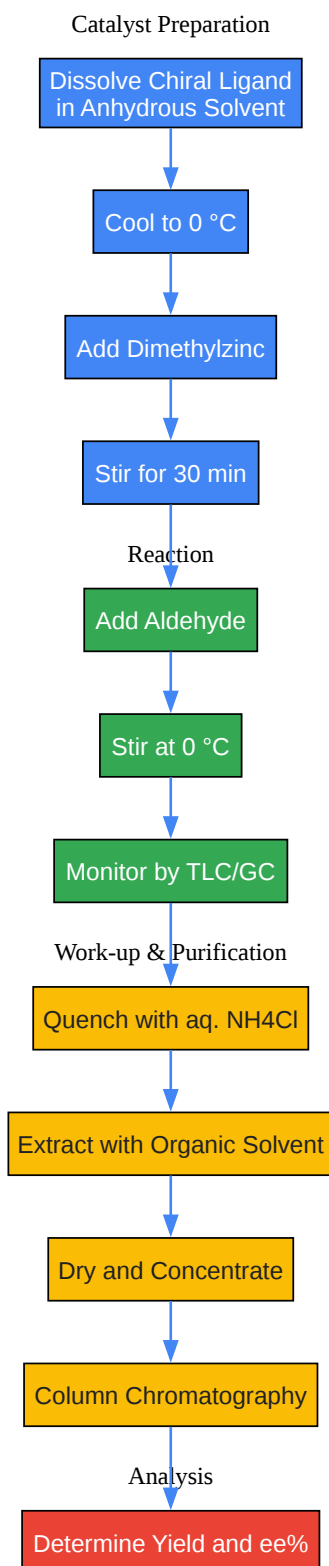 Catalyst Preparation
Dissolve Chiral Ligand
in Anhydrous Solvent
Cool to 0 °C
Add Dimethylzinc
Stir for 30 min
Reaction
Add Aldehyde
Stir at 0 °C
Monitor by TLC/GC
Work-up & Purification
Quench with aq. NH4Cl
Extract with Organic Solvent
Dry and Concentrate
Column Chromatography
Analysis
Determine Yield and ee%